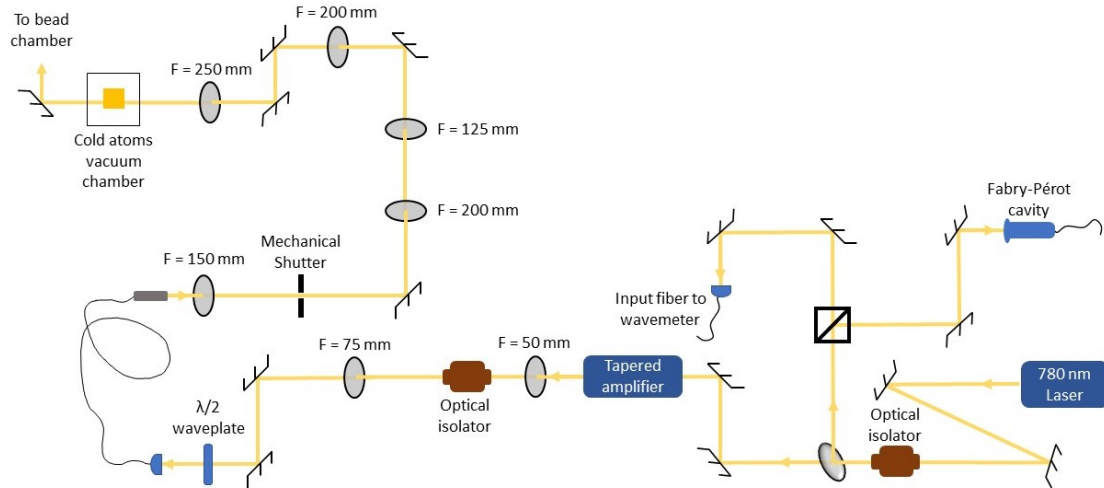 To bead
chamber
F = 200 mm
F = 250 mm
Cold atoms
vacuum
chamber
F = 125 mm
F = 200 mm
Mechanical
Shutter
F = 150 mm
Fabry-Pérot
cavity
Input fiber to
wavemeter
F = 75 mm
F = 50 mm
Tapered
amplifier
780 nm
Laser
Optical
isolator
Optical
isolator
λ/2
waveplate